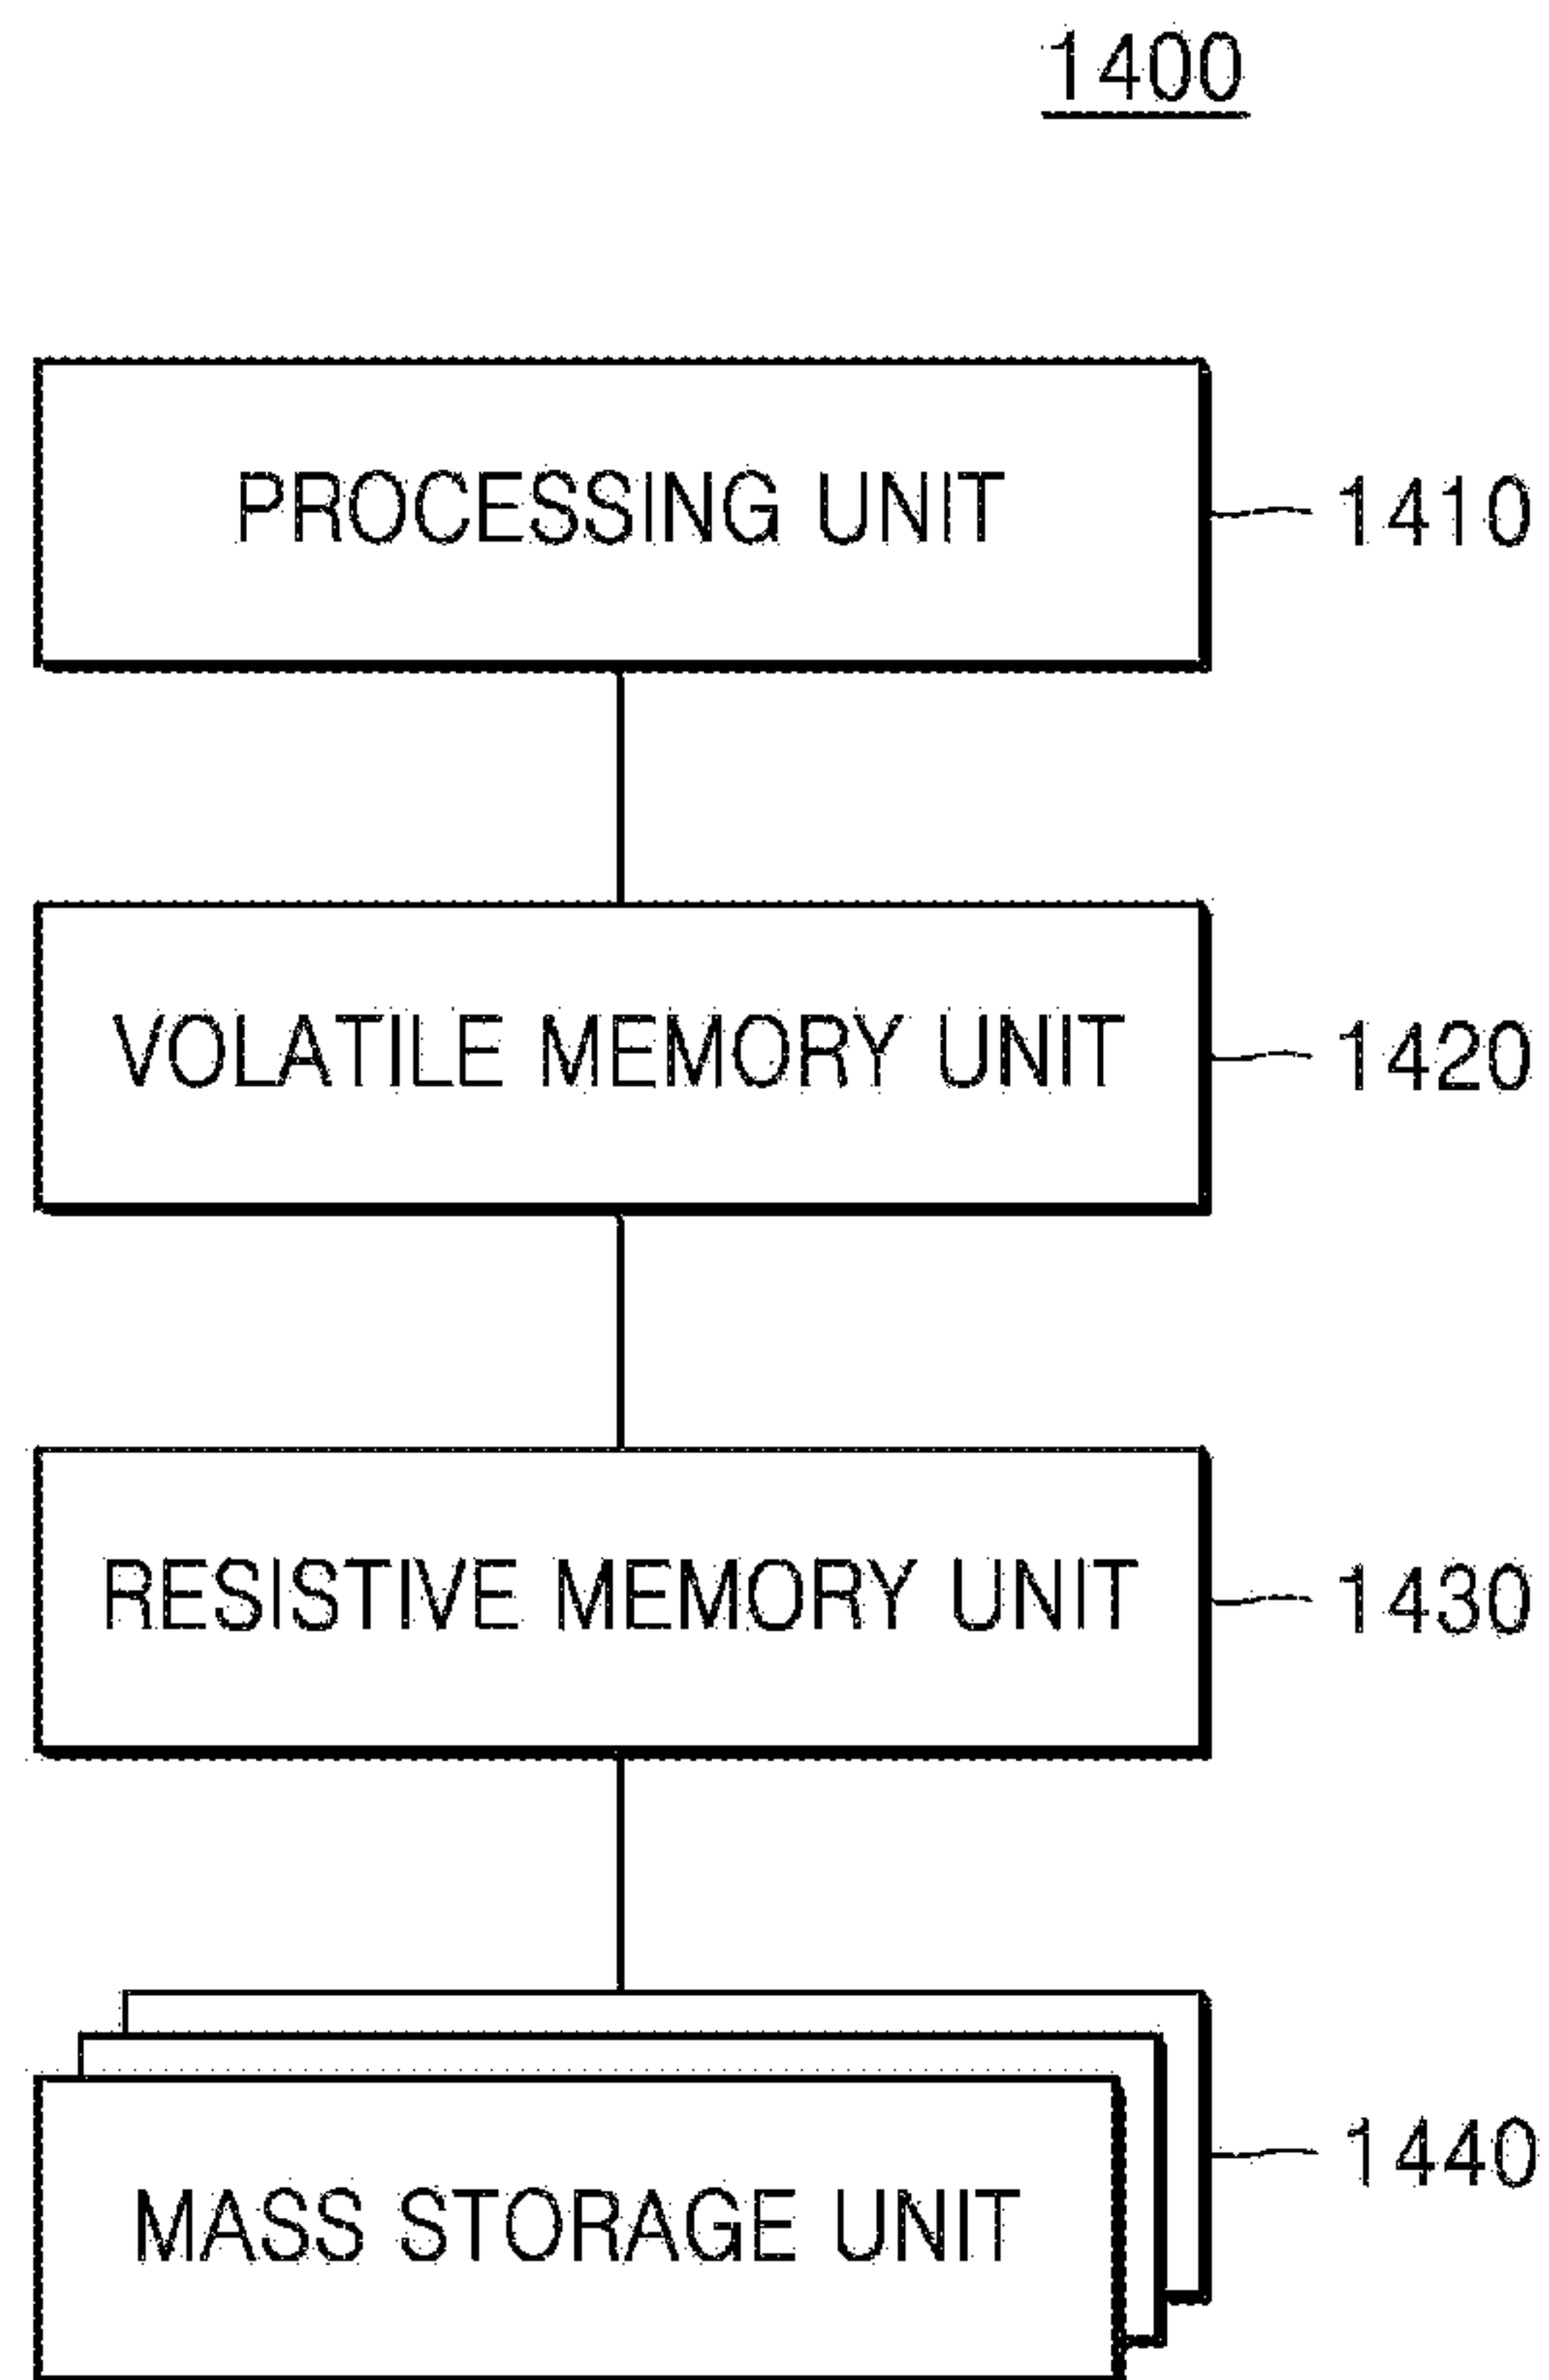 1400
PROCESSING UNIT 1410
VOLATILE MEMORY UNIT 1420
RESISTIVE MEMORY UNIT 1430
1440
MASS STORAGE UNIT